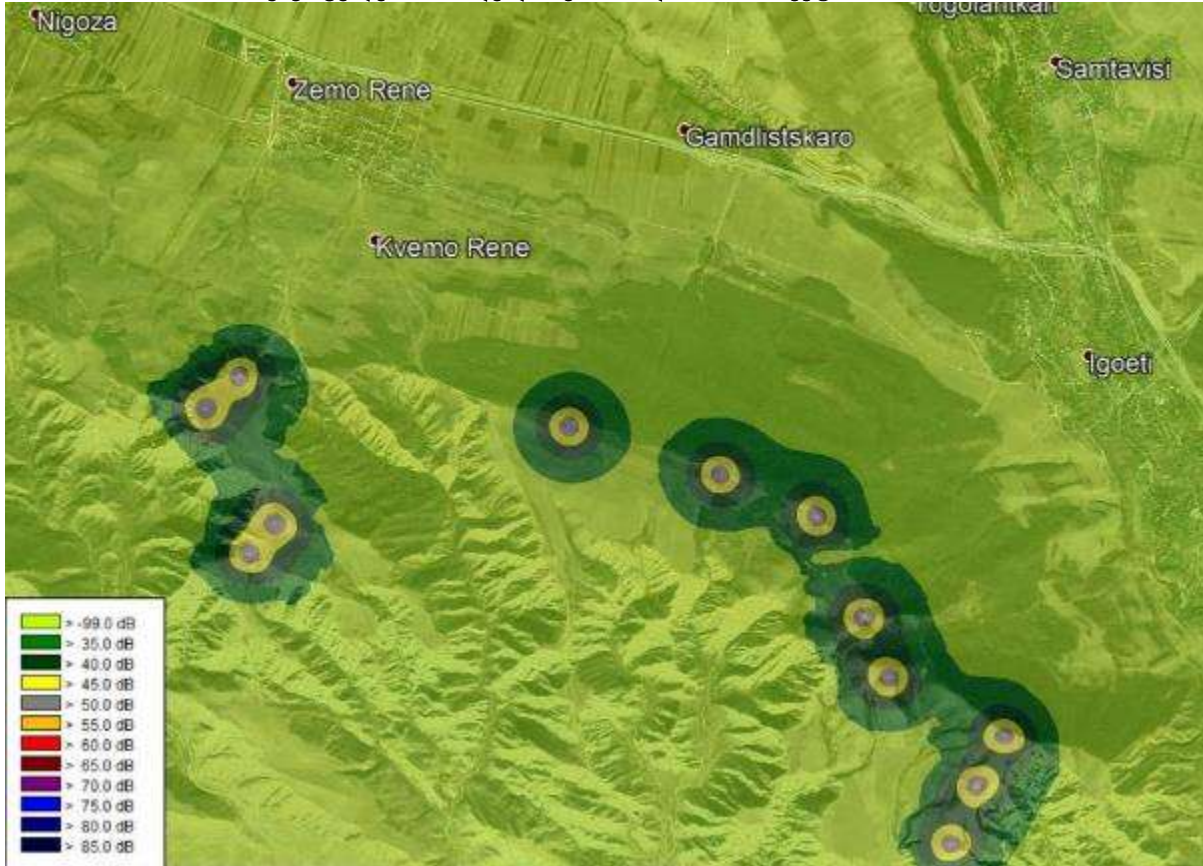 Nigoza
Samtavisi
Zemo Rene
Gamdlistskaro
Kvemo Rene
Igoeti
> -99.0 dB
> 35.0 dB
> 40.0 dB
> 45.0 dB
> 50.0 dB
> 55.0 dB
> 60.0 dB
> 65.0 dB
> 70.0 dB
> 75.0 dB
> 80.0 dB
> 85.0 dB